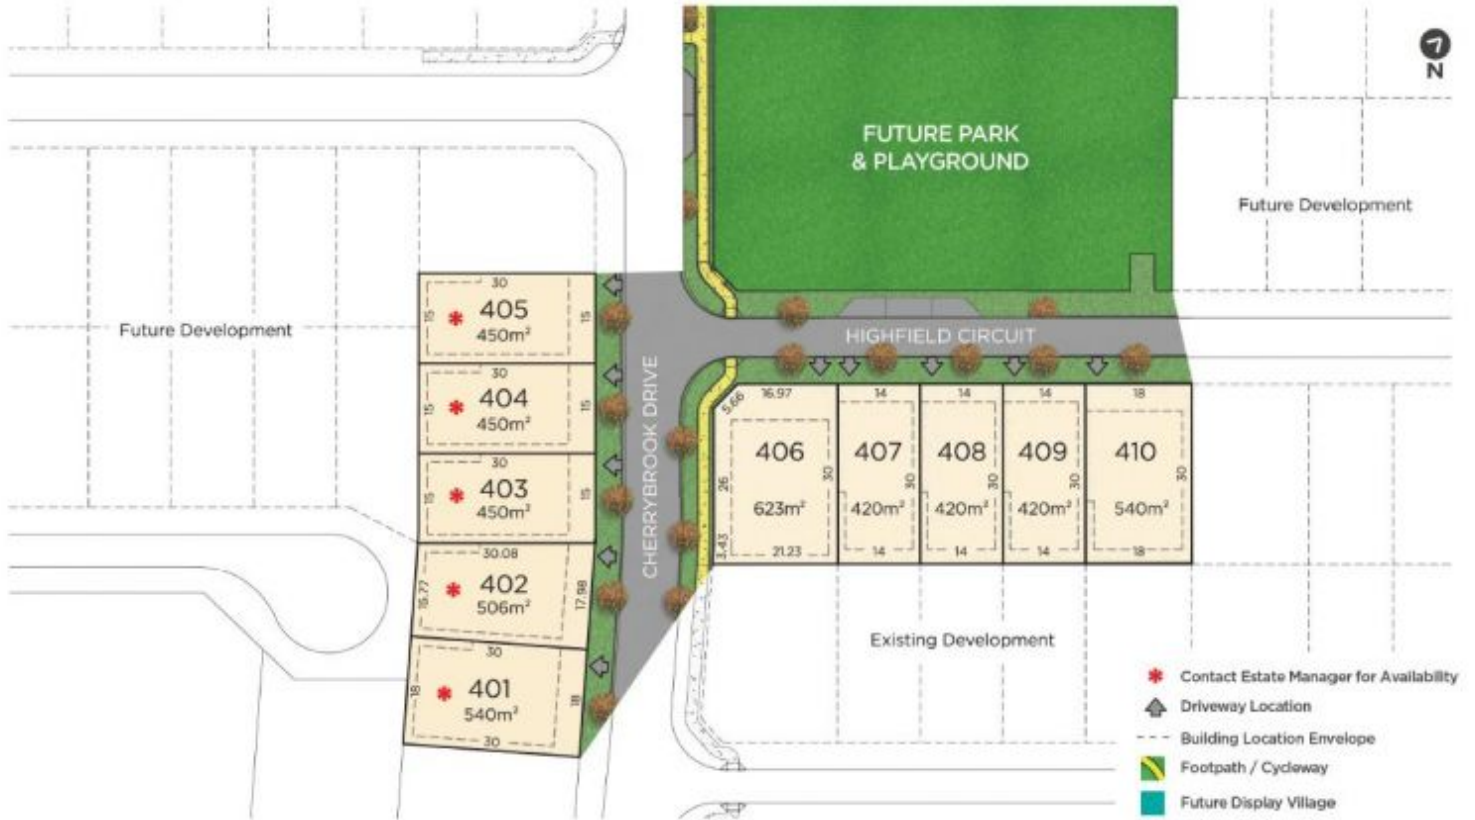 N
FUTURE PARK
& PLAYGROUND
Future Development
Future Development
30
15
405
450m²
15
30
15
404
450m²
15
30
15
403
450m²
15
30.08
15.77
402
506m²
17.98
30
18
401
540m²
18
30
CHERRYBROOK DRIVE
HIGHFIELD CIRCUIT
5.66
16.97
406
26
30
623m²
3.43
21.23
14
407
30
420m²
14
14
408
30
420m²
14
14
409
30
420m²
14
18
410
30
540m²
18
Existing Development
Contact Estate Manager for Availability
Driveway Location
Building Location Envelope
Footpath / Cycleway
Future Display Village